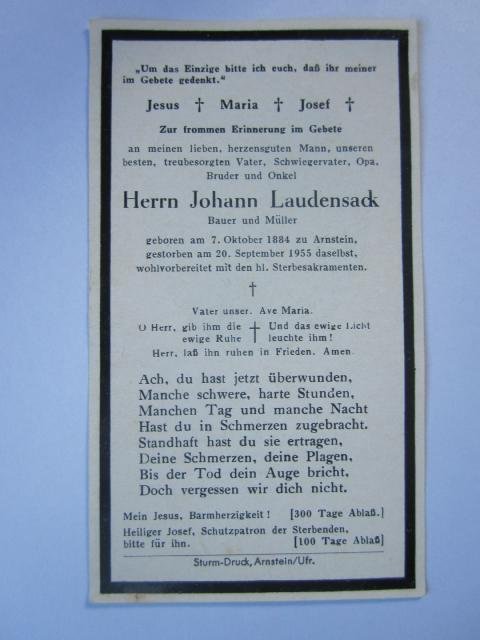 „Um das Einzige bitte ich euch, daß ihr meiner
im Gebete gedenkt.“
Jesus † Maria † Josef †
Zur frommen Erinnerung im Gebete
an meinen lieben, herzensguten Mann, unseren
besten, treubesorgten Vater, Schwiegervater, Opa,
Bruder und Onkel
Herrn Johann Laudensack
Bauer und Müller
geboren am 7. Oktober 1884 zu Arnstein,
gestorben am 20. September 1955 daselbst,
wohlvorbereitet mit den hl. Sterbesakramenten.
†
Vater unser. Ave Maria.
O Herr, gib ihm die † Und das ewige Licht
ewige Ruhe leuchte ihm!
Herr, laß ihn ruhen in Frieden. Amen.
Ach, du hast jetzt überwunden,
Manche schwere, harte Stunden,
Manchen Tag und manche Nacht
Hast du in Schmerzen zugebracht.
Standhaft hast du sie ertragen,
Deine Schmerzen, deine Plagen,
Bis der Tod dein Auge bricht,
Doch vergessen wir dich nicht.
Mein Jesus, Barmherzigkeit! [300 Tage Ablaß.]
Heiliger Josef, Schutzpatron der Sterbenden,
bitte für ihn. [100 Tage Ablaß]
Sturm-Druck, Arnstein/Ufr.